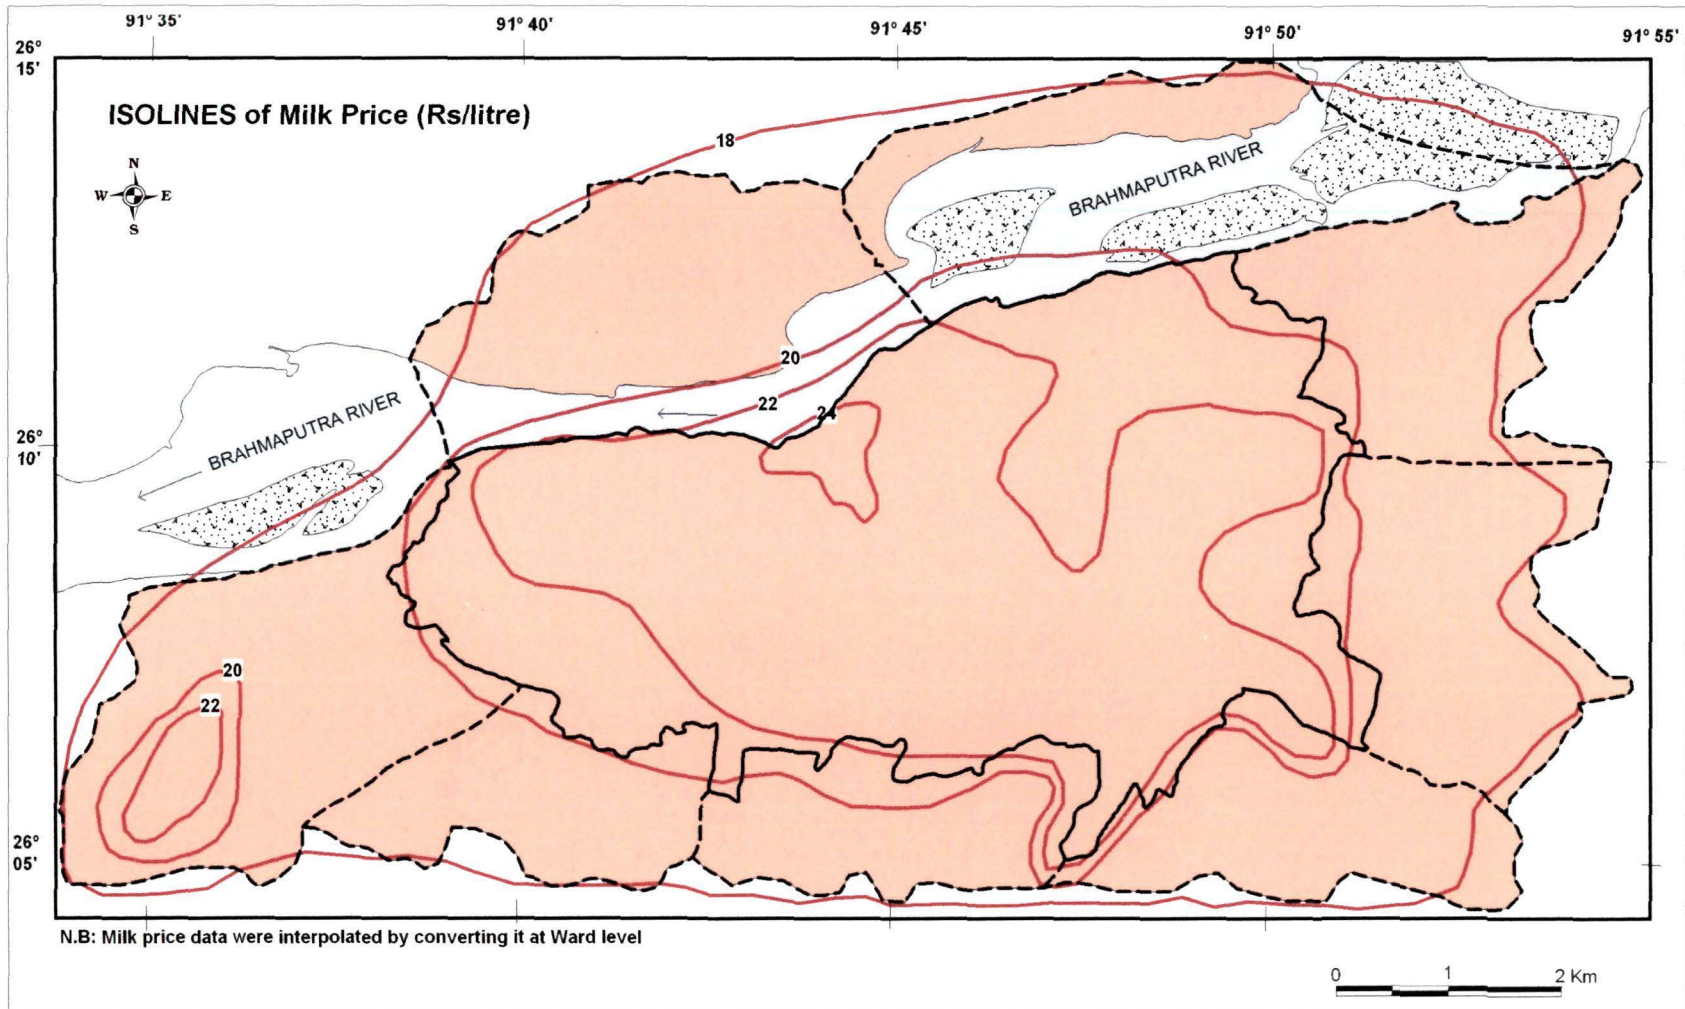 91° 35'
91° 40'
91° 45'
91° 50'
91° 55'
26°
15'
ISOLINES of Milk Price (Rs/litre)
N
W E
S
18
BRAHMAPUTRA RIVER
20
22
24
BRAHMAPUTRA RIVER
26°
10'
20
22
26°
05'
N.B: Milk price data were interpolated by converting it at Ward level
0 1 2 Km